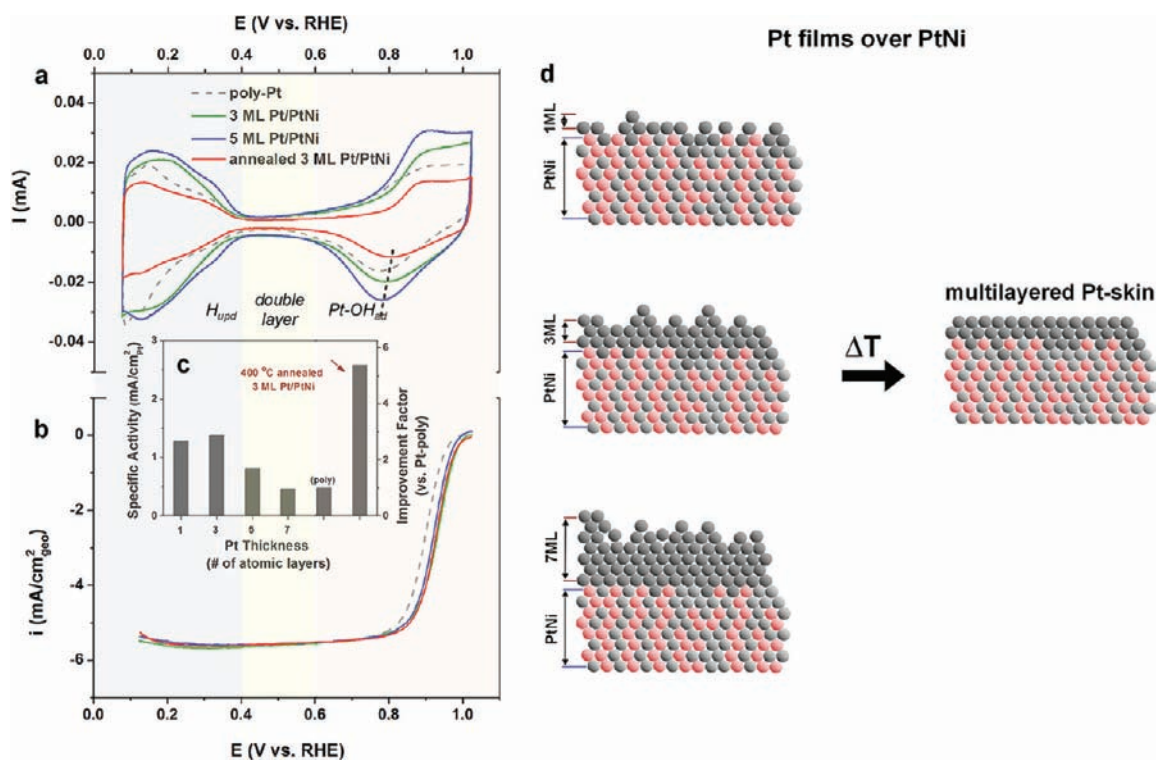 E (V vs. RHE)
0.0 0.2 0.4 0.6 0.8 1.0
a
poly-Pt
3 ML Pt/PtNi
5 ML Pt/PtNi
annealed 3 ML Pt/PtNi
I (mA)
0.04
0.02
0.00
-0.02
-0.04
Hupd
double
layer
Pt-OHad
c
Specific Activity (mA/cm²Pt)
3
2
1
0
400 °C annealed
3 ML Pt/PtNi
(poly)
6
4
2
0
Improvement Factor
(vs. Pt-poly)
1 3 5 7
Pt Thickness
(# of atomic layers)
b
i (mA/cm²geo)
0
-2
-4
-6
0.0 0.2 0.4 0.6 0.8 1.0
E (V vs. RHE)
Pt films over PtNi
d
1ML
PtNi
3ML
PtNi
ΔT
multilayered Pt-skin
7ML
PtNi